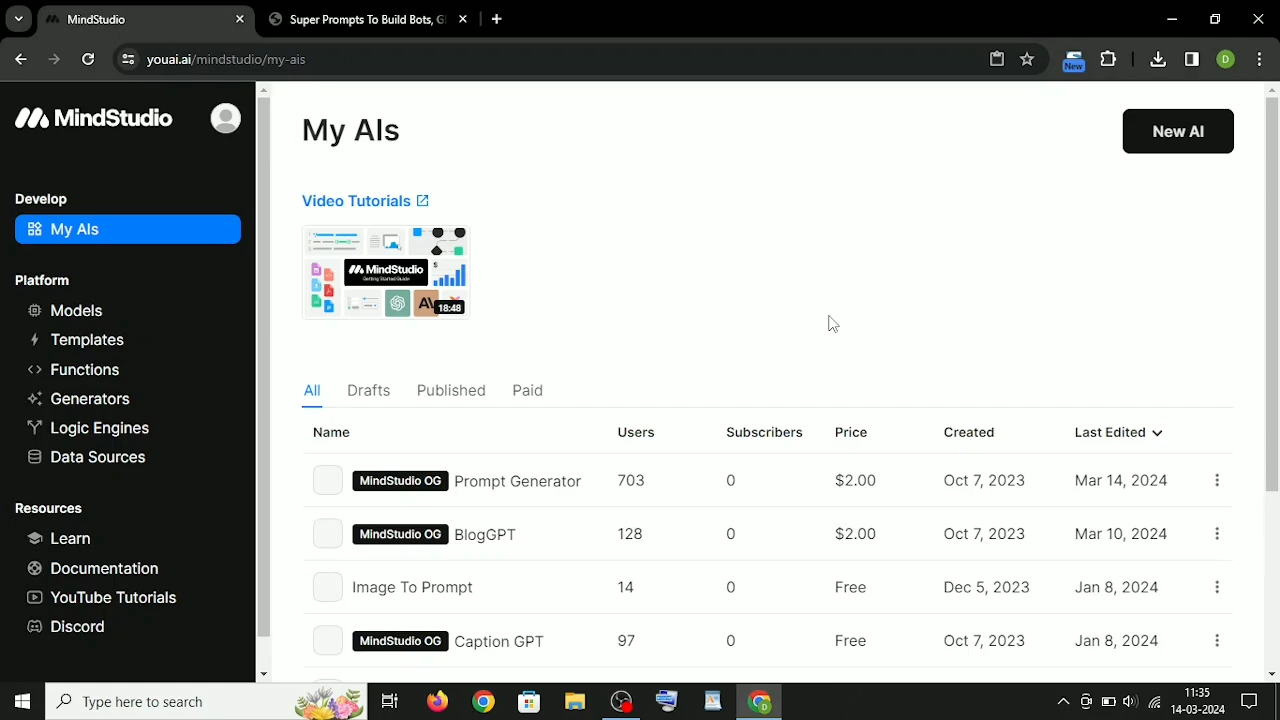 MindStudio
Super Prompts To Build Bots, G
youai.ai/mindstudio/my-ais
New
D
MindStudio
Develop
My AIs
Platform
Models
Templates
Functions
Generators
Logic Engines
Data Sources
Resources
Learn
Documentation
YouTube Tutorials
Discord
My AIs
New AI
Video Tutorials
MindStudio
Getting Started Guide
18:48
All Drafts Published Paid
Name Users Subscribers Price Created Last Edited
MindStudio OG Prompt Generator 703 0 $2.00 Oct 7, 2023 Mar 14, 2024
MindStudio OG BlogGPT 128 0 $2.00 Oct 7, 2023 Mar 10, 2024
Image To Prompt 14 0 Free Dec 5, 2023 Jan 8, 2024
MindStudio OG Caption GPT 97 0 Free Oct 7, 2023 Jan 8, 2024
Type here to search
11:35
14-03-2024